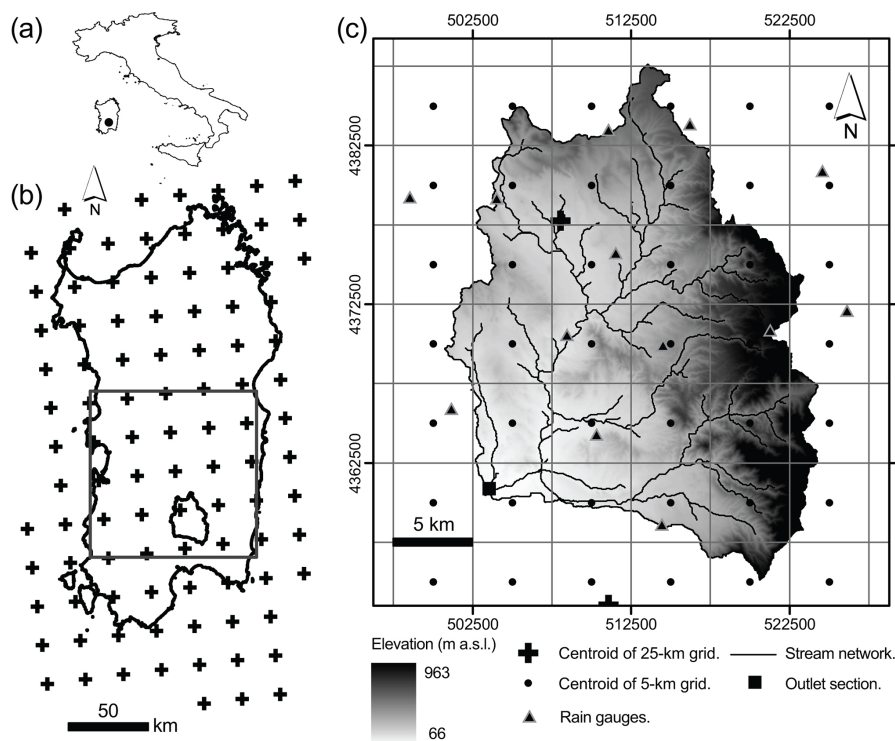 (a)
(b)
N
50
km
(c)
502500
512500
522500
4382500
4372500
4362500
N
5 km
502500
512500
522500
Elevation (m a.s.l.)
963
66
Centroid of 25-km grid.
Centroid of 5-km grid.
Rain gauges.
Stream network.
Outlet section.